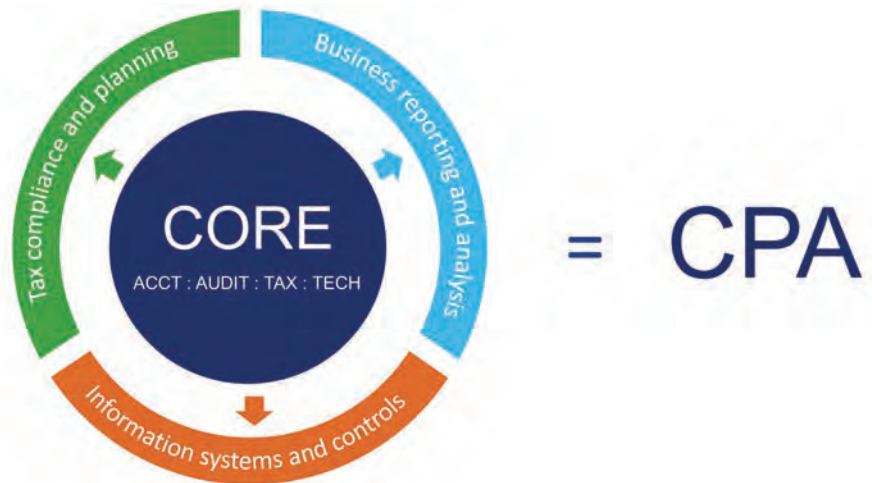 Tax compliance and planning
Business reporting and analysis
CORE
ACCT : AUDIT : TAX : TECH
= CPA
Information systems and controls